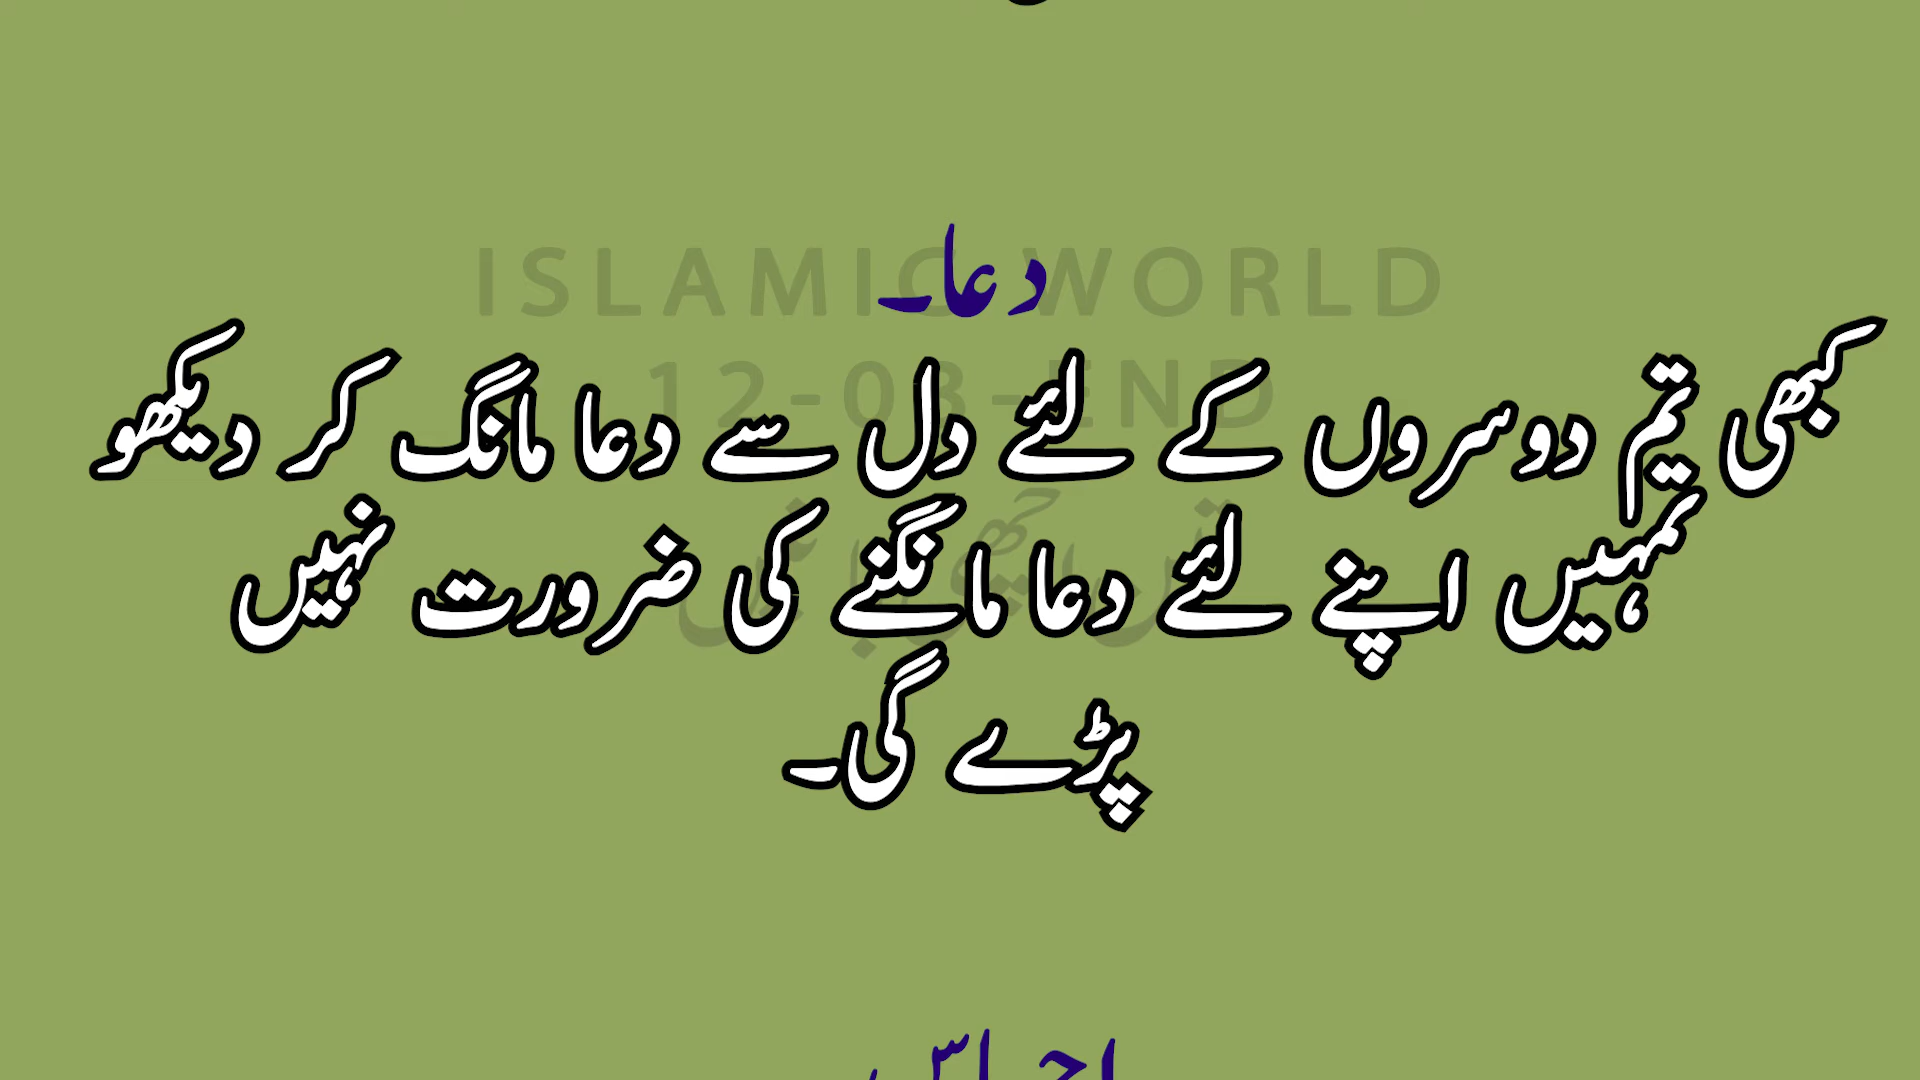 ISLAMIC WORLD
دعا۔
12-03-END
کبھی تم دوسروں کے لئے دل سے دعا مانگ کر دیکھو
تمہیں اپنے لئے دعا مانگنے کی ضرورت نہیں
پڑے گی۔
احساس